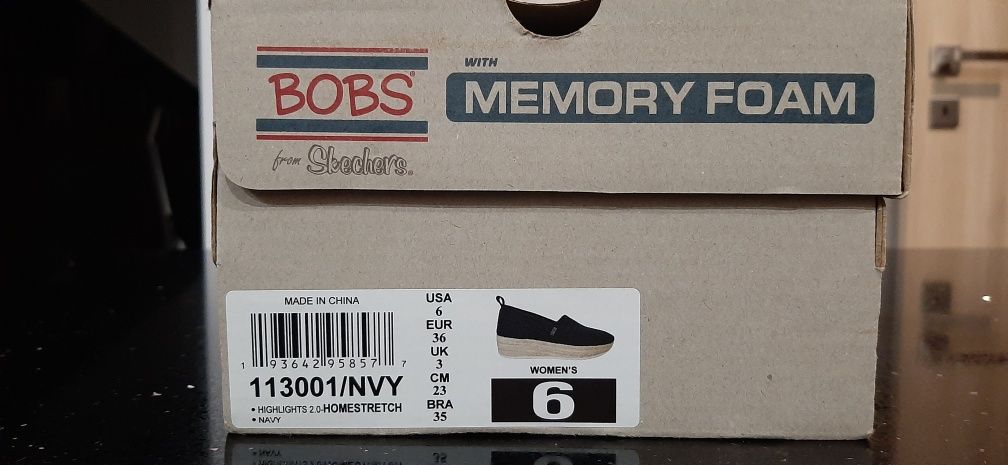 BOBS®
from Skechers®
WITH
MEMORY FOAM
MADE IN CHINA
1 93642 95857 7
113001/NVY
• HIGHLIGHTS 2.0-HOMESTRETCH
• NAVY
USA
6
EUR
36
UK
3
CM
23
BRA
35
WOMEN'S
6